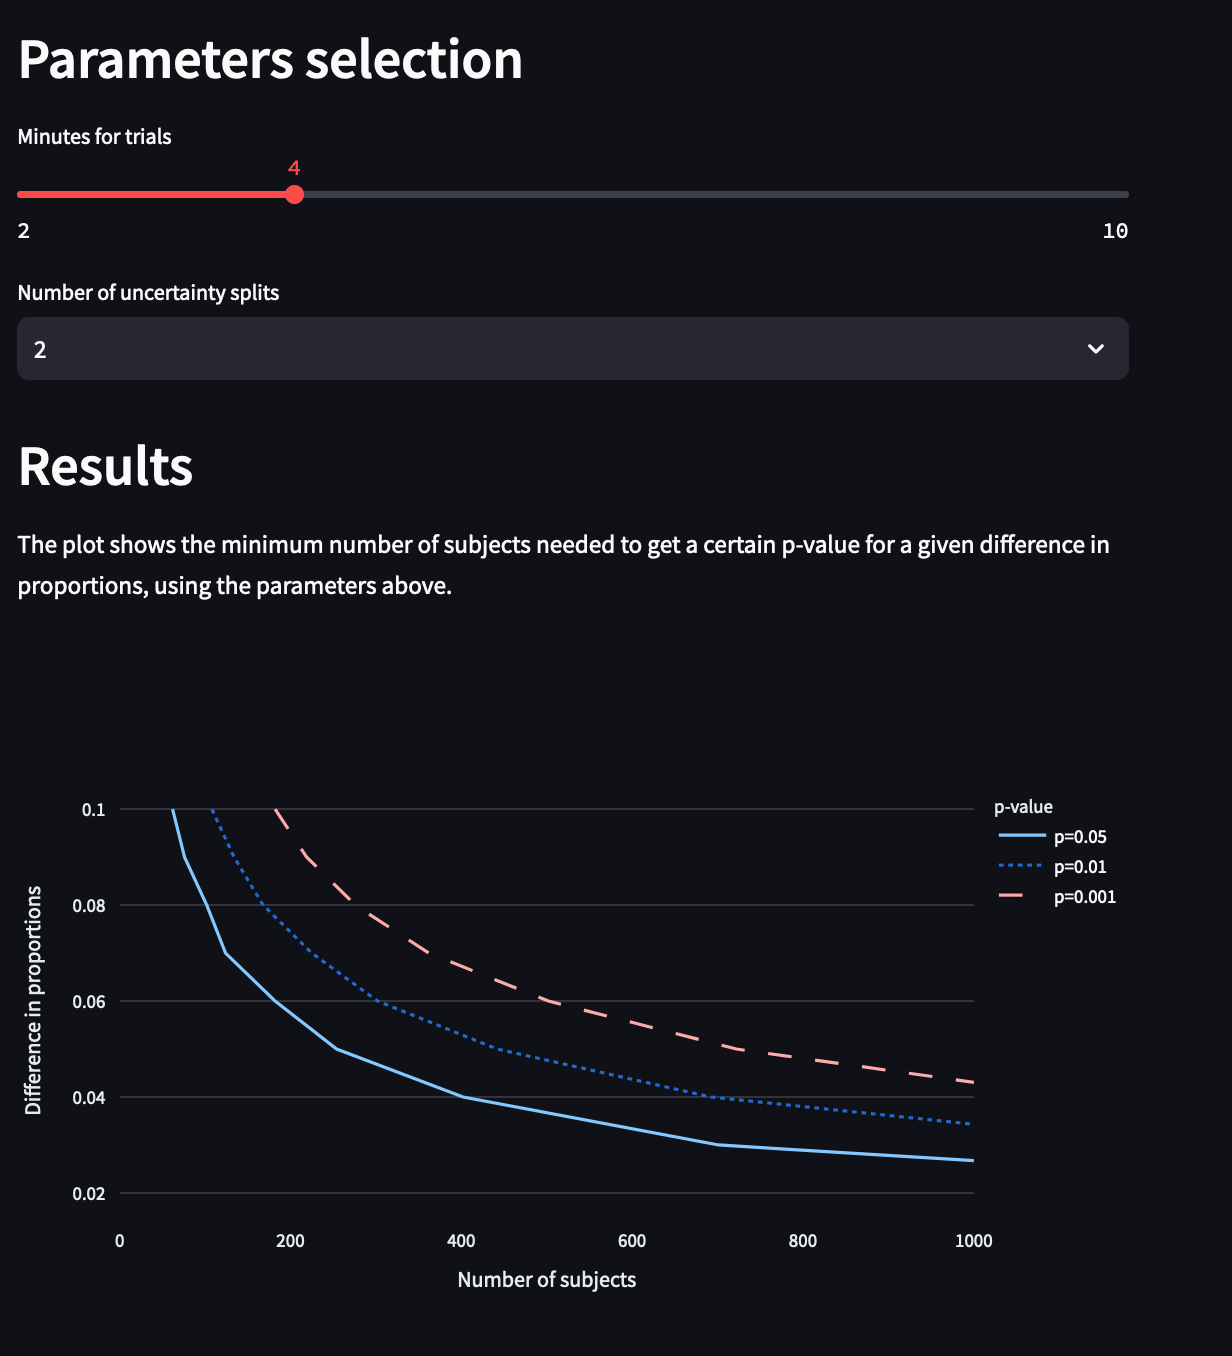 Parameters selection
Minutes for trials
4
2 10
Number of uncertainty splits
2
Results
The plot shows the minimum number of subjects needed to get a certain p-value for a given difference in
proportions, using the parameters above.
p-value
p=0.05
p=0.01
p=0.001
Difference in proportions
0.1
0.08
0.06
0.04
0.02
0 200 400 600 800 1000
Number of subjects